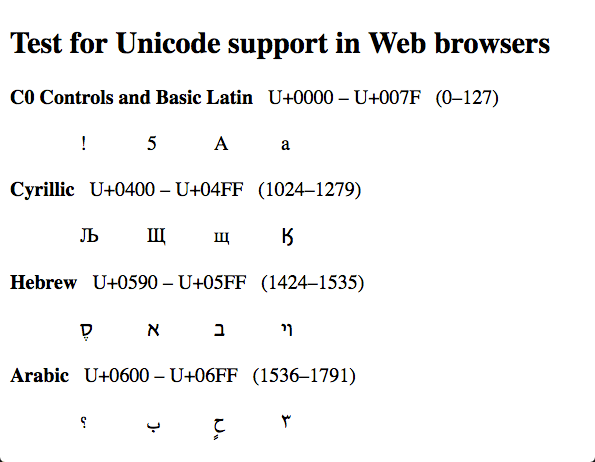 Test for Unicode support in Web browsers
C0 Controls and Basic Latin U+0000 – U+007F (0–127)
! 5 A a
Cyrillic U+0400 – U+04FF (1024–1279)
Љ Щ щ Ӄ
Hebrew U+0590 – U+05FF (1424–1535)
סֶ א ב וי
Arabic U+0600 – U+06FF (1536–1791)
؟ ب حٍ ٣